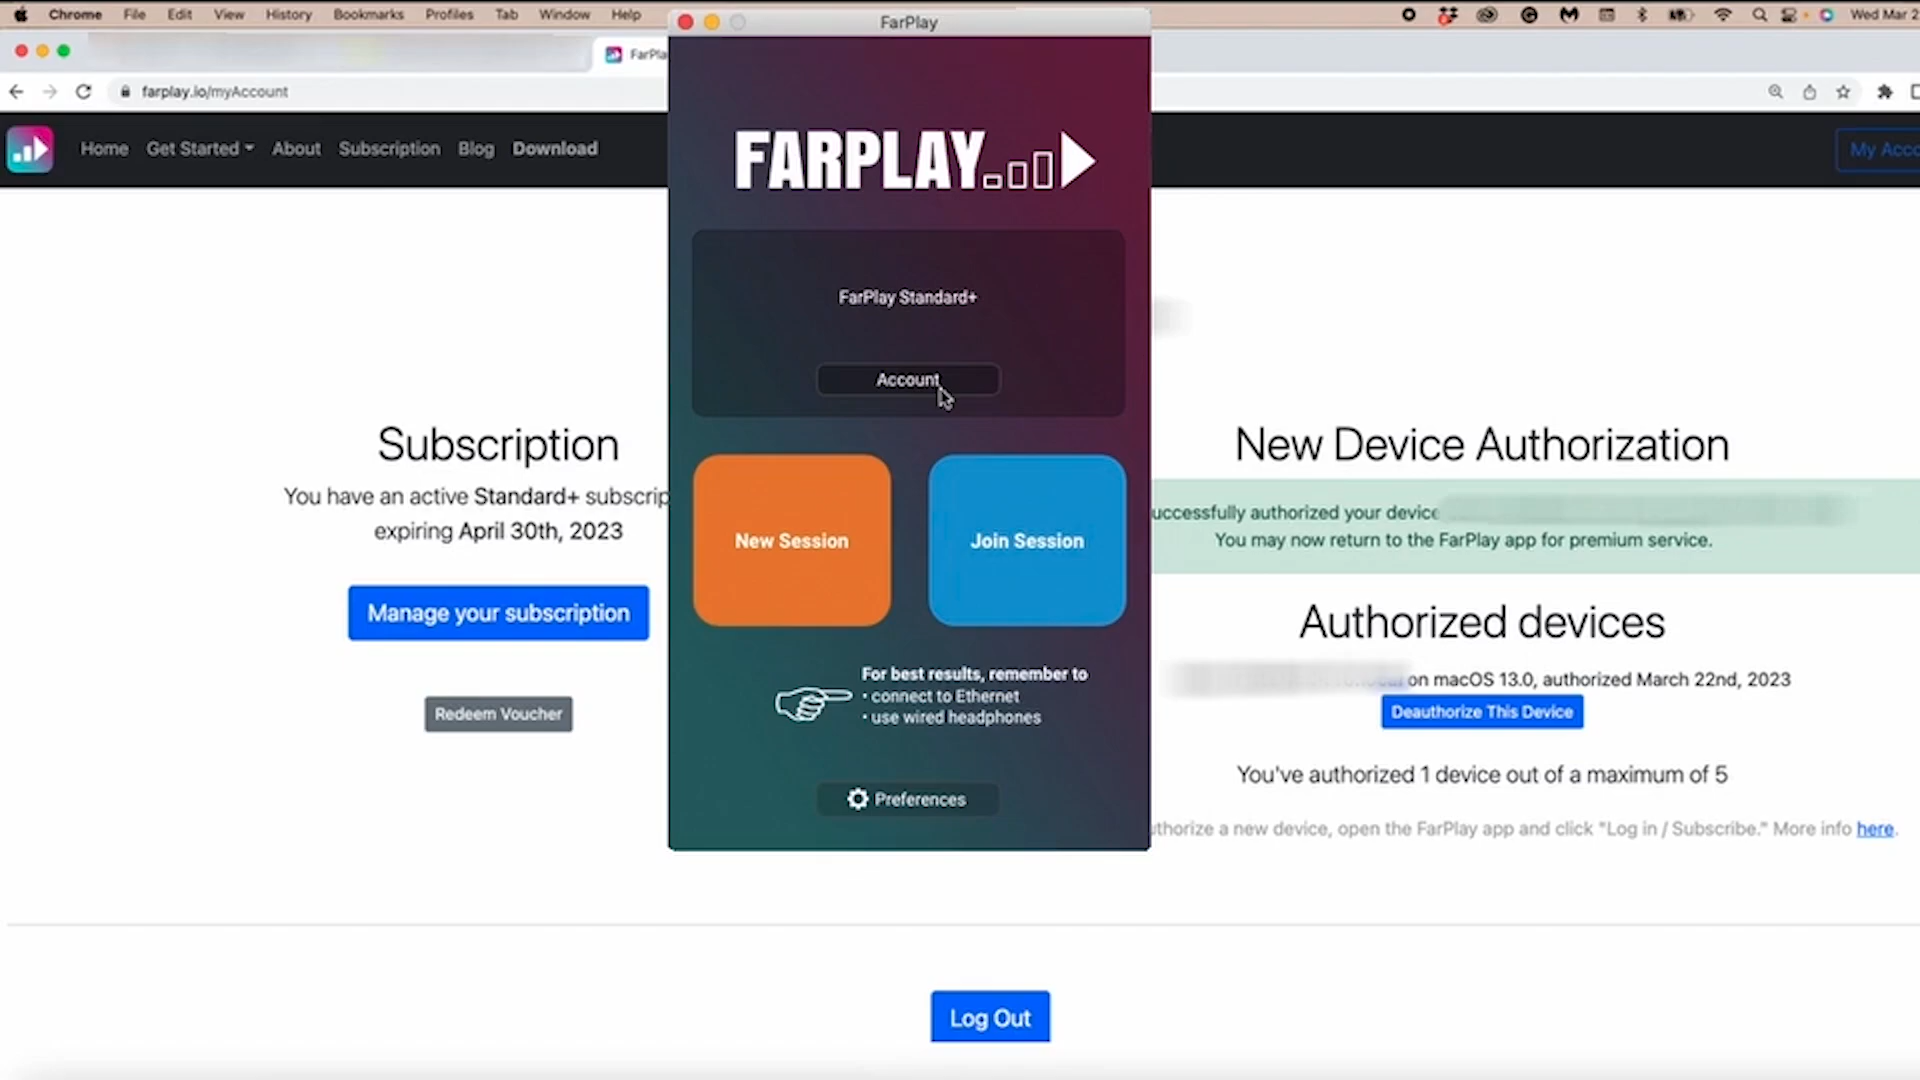 Chrome File Edit View History Bookmarks Profiles Tab Window Help
Wed Mar 2
FarPlay
farplay.io/myAccount
Home Get Started About Subscription Blog Download
My Acco
FARPLAY
FarPlay Standard+
Account
New Session
Join Session
For best results, remember to
• connect to Ethernet
• use wired headphones
Preferences
Subscription
You have an active Standard+ subscrip
expiring April 30th, 2023
Manage your subscription
Redeem Voucher
New Device Authorization
uccessfully authorized your device
You may now return to the FarPlay app for premium service.
Authorized devices
on macOS 13.0, authorized March 22nd, 2023
Deauthorize This Device
You've authorized 1 device out of a maximum of 5
uthorize a new device, open the FarPlay app and click "Log in / Subscribe." More info here.
Log Out